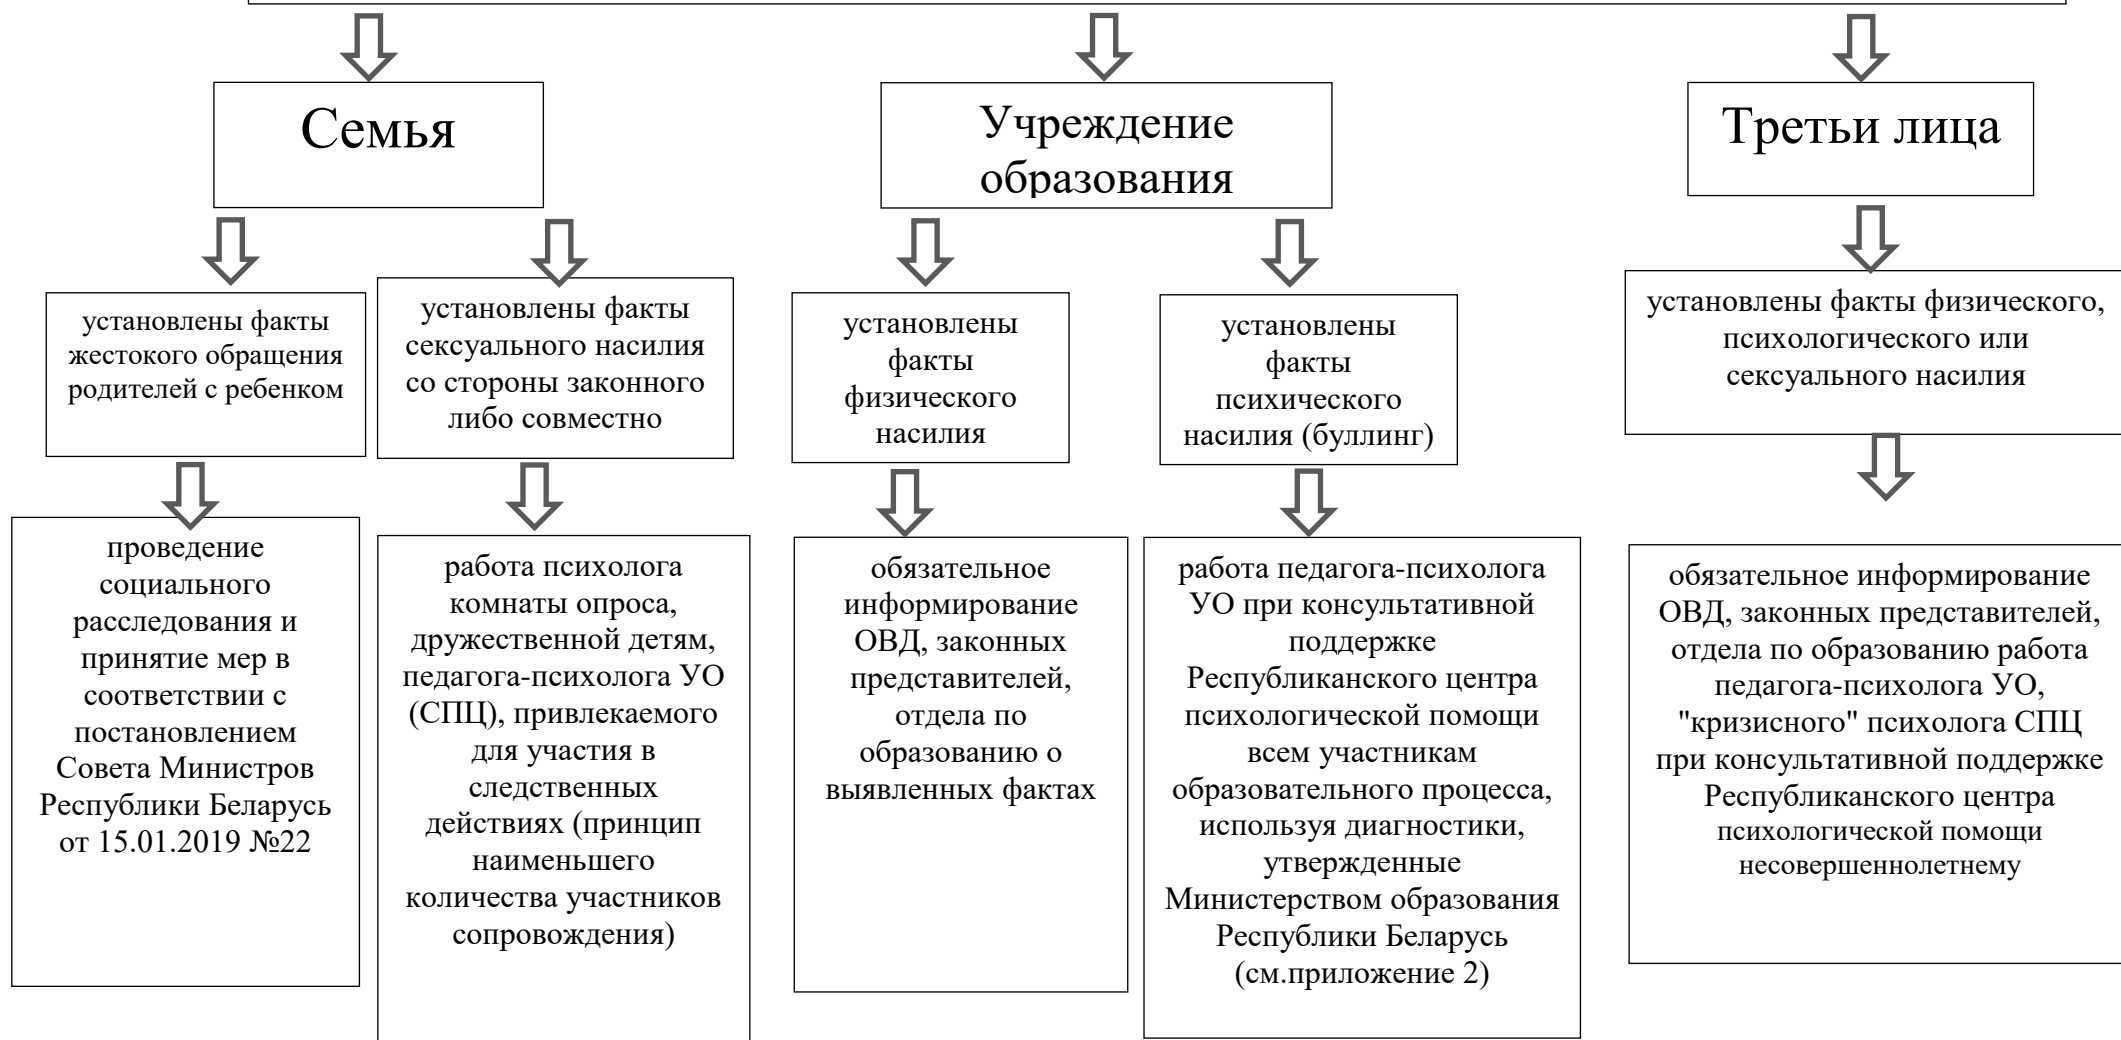 Семья
Учреждение
образования
Третьи лица
установлены факты
жестокого обращения
родителей с ребенком
установлены факты
сексуального насилия
со стороны законного
либо совместно
установлены
факты
физического
насилия
установлены
факты
психического
насилия (буллинг)
установлены факты физического,
психологического или
сексуального насилия
проведение
социального
расследования и
принятие мер в
соответствии с
постановлением
Совета Министров
Республики Беларусь
от 15.01.2019 №22
работа психолога
комнаты опроса,
дружественной детям,
педагога-психолога УО
(СПЦ), привлекаемого
для участия в
следственных
действиях (принцип
наименьшего
количества участников
сопровождения)
обязательное
информирование
ОВД, законных
представителей,
отдела по
образованию о
выявленных фактах
работа педагога-психолога
УО при консультативной
поддержке
Республиканского центра
психологической помощи
всем участникам
образовательного процесса,
используя диагностики,
утвержденные
Министерством образования
Республики Беларусь
(см.приложение 2)
обязательное информирование
ОВД, законных представителей,
отдела по образованию работа
педагога-психолога УО,
"кризисного" психолога СПЦ
при консультативной поддержке
Республиканского центра
психологической помощи
несовершеннолетнему